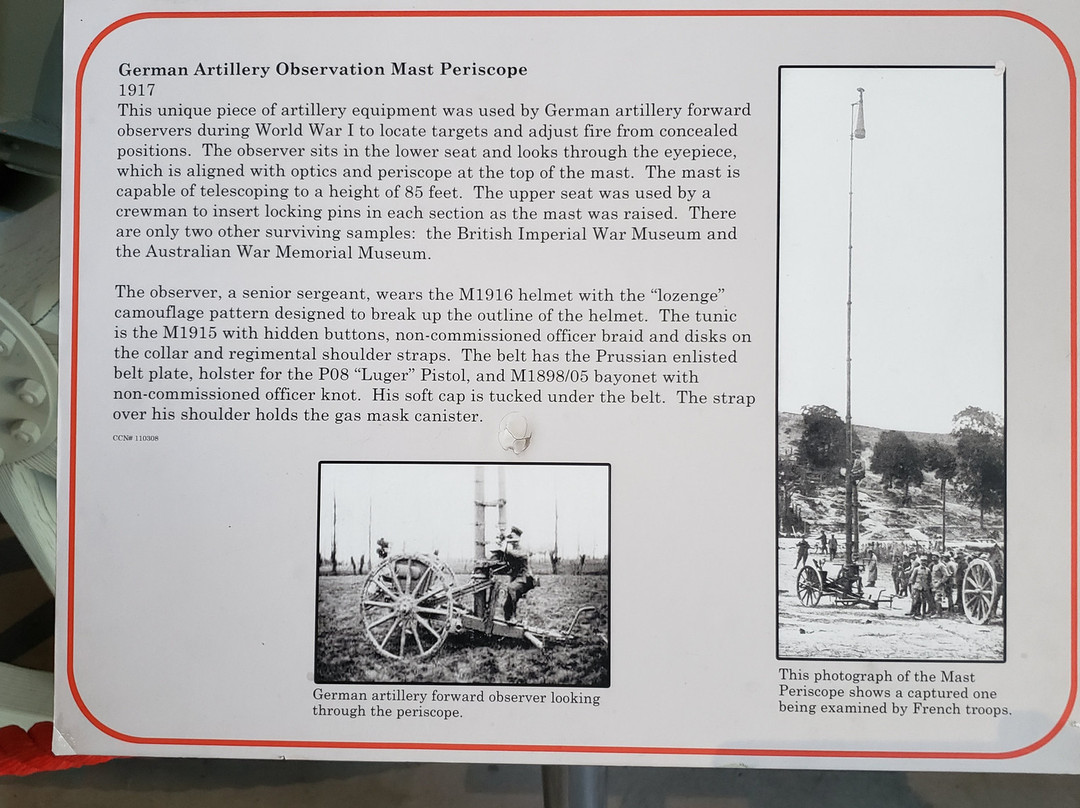 German Artillery Observation Mast Periscope
1917
This unique piece of artillery equipment was used by German artillery forward
observers during World War I to locate targets and adjust fire from concealed
positions. The observer sits in the lower seat and looks through the eyepiece,
which is aligned with optics and periscope at the top of the mast. The mast is
capable of telescoping to a height of 85 feet. The upper seat was used by a
crewman to insert locking pins in each section as the mast was raised. There
are only two other surviving samples: the British Imperial War Museum and
the Australian War Memorial Museum.
The observer, a senior sergeant, wears the M1916 helmet with the “lozenge”
camouflage pattern designed to break up the outline of the helmet. The tunic
is the M1915 with hidden buttons, non-commissioned officer braid and disks on
the collar and regimental shoulder straps. The belt has the Prussian enlisted
belt plate, holster for the P08 “Luger” Pistol, and M1898/05 bayonet with
non-commissioned officer knot. His soft cap is tucked under the belt. The strap
over his shoulder holds the gas mask canister.
CCN# 110308
German artillery forward observer looking
through the periscope.
This photograph of the Mast
Periscope shows a captured one
being examined by French troops.